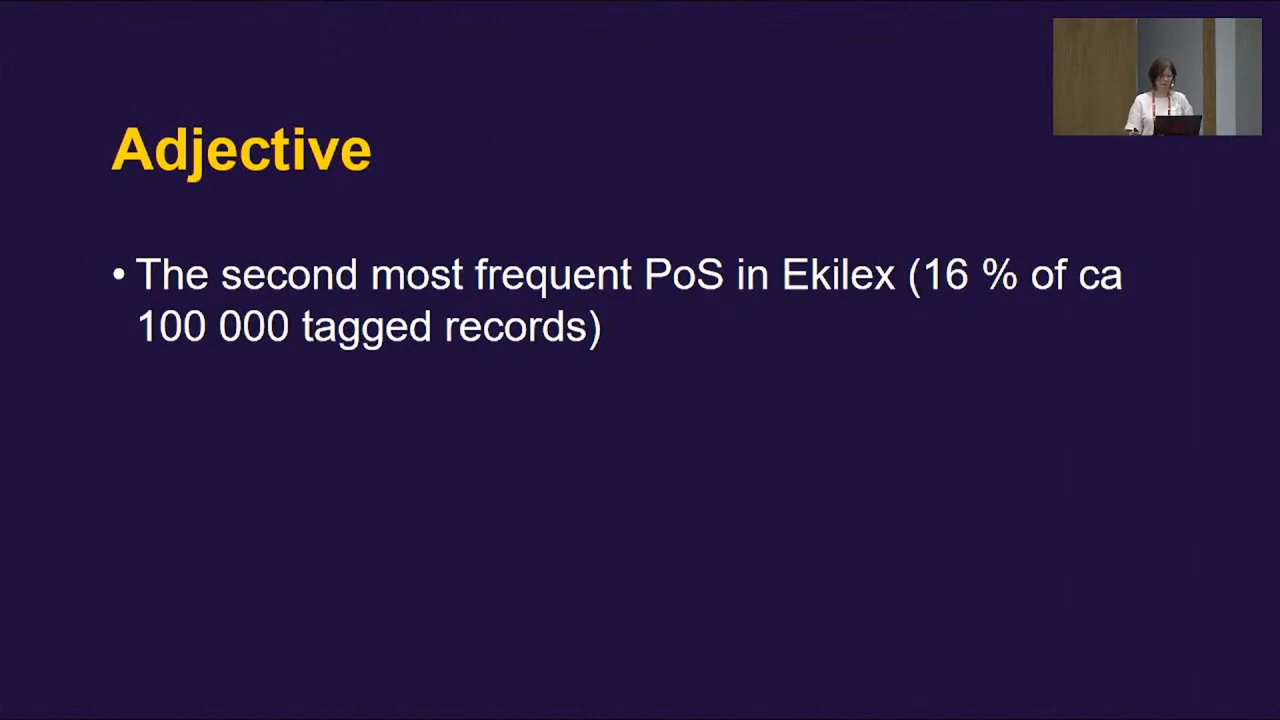 Adjective
• The second most frequent PoS in Ekilex (16 % of ca
100 000 tagged records)